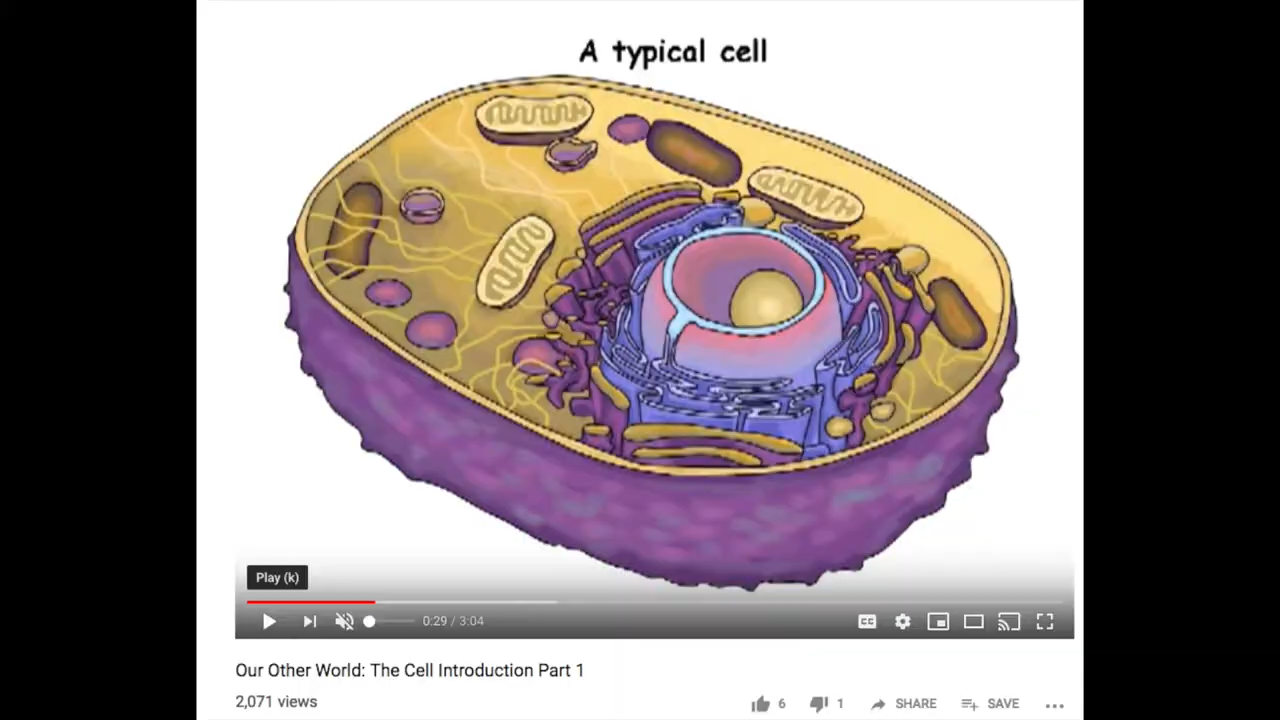 A typical cell
Play (k)
0:29 / 3:04
CC
Our Other World: The Cell Introduction Part 1
2,071 views
6
1
SHARE
SAVE